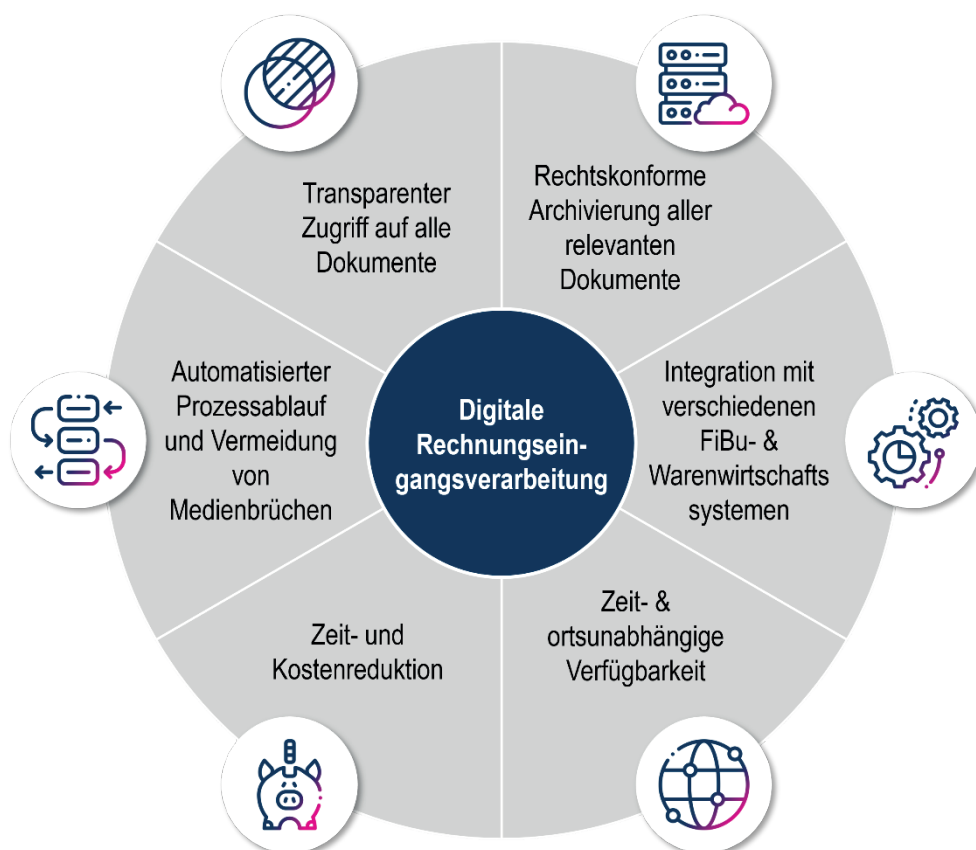 Transparenter
Zugriff auf alle
Dokumente
Rechtskonforme
Archivierung aller
relevanten
Dokumente
Automatisierter
Prozessablauf
und Vermeidung
von
Medienbrüchen
Digitale
Rechnungsein-
gangsverarbeitung
Integration mit
verschiedenen
FiBu- &
Warenwirtschafts
systemen
Zeit- und
Kostenreduktion
Zeit- &
ortsunabhängige
Verfügbarkeit